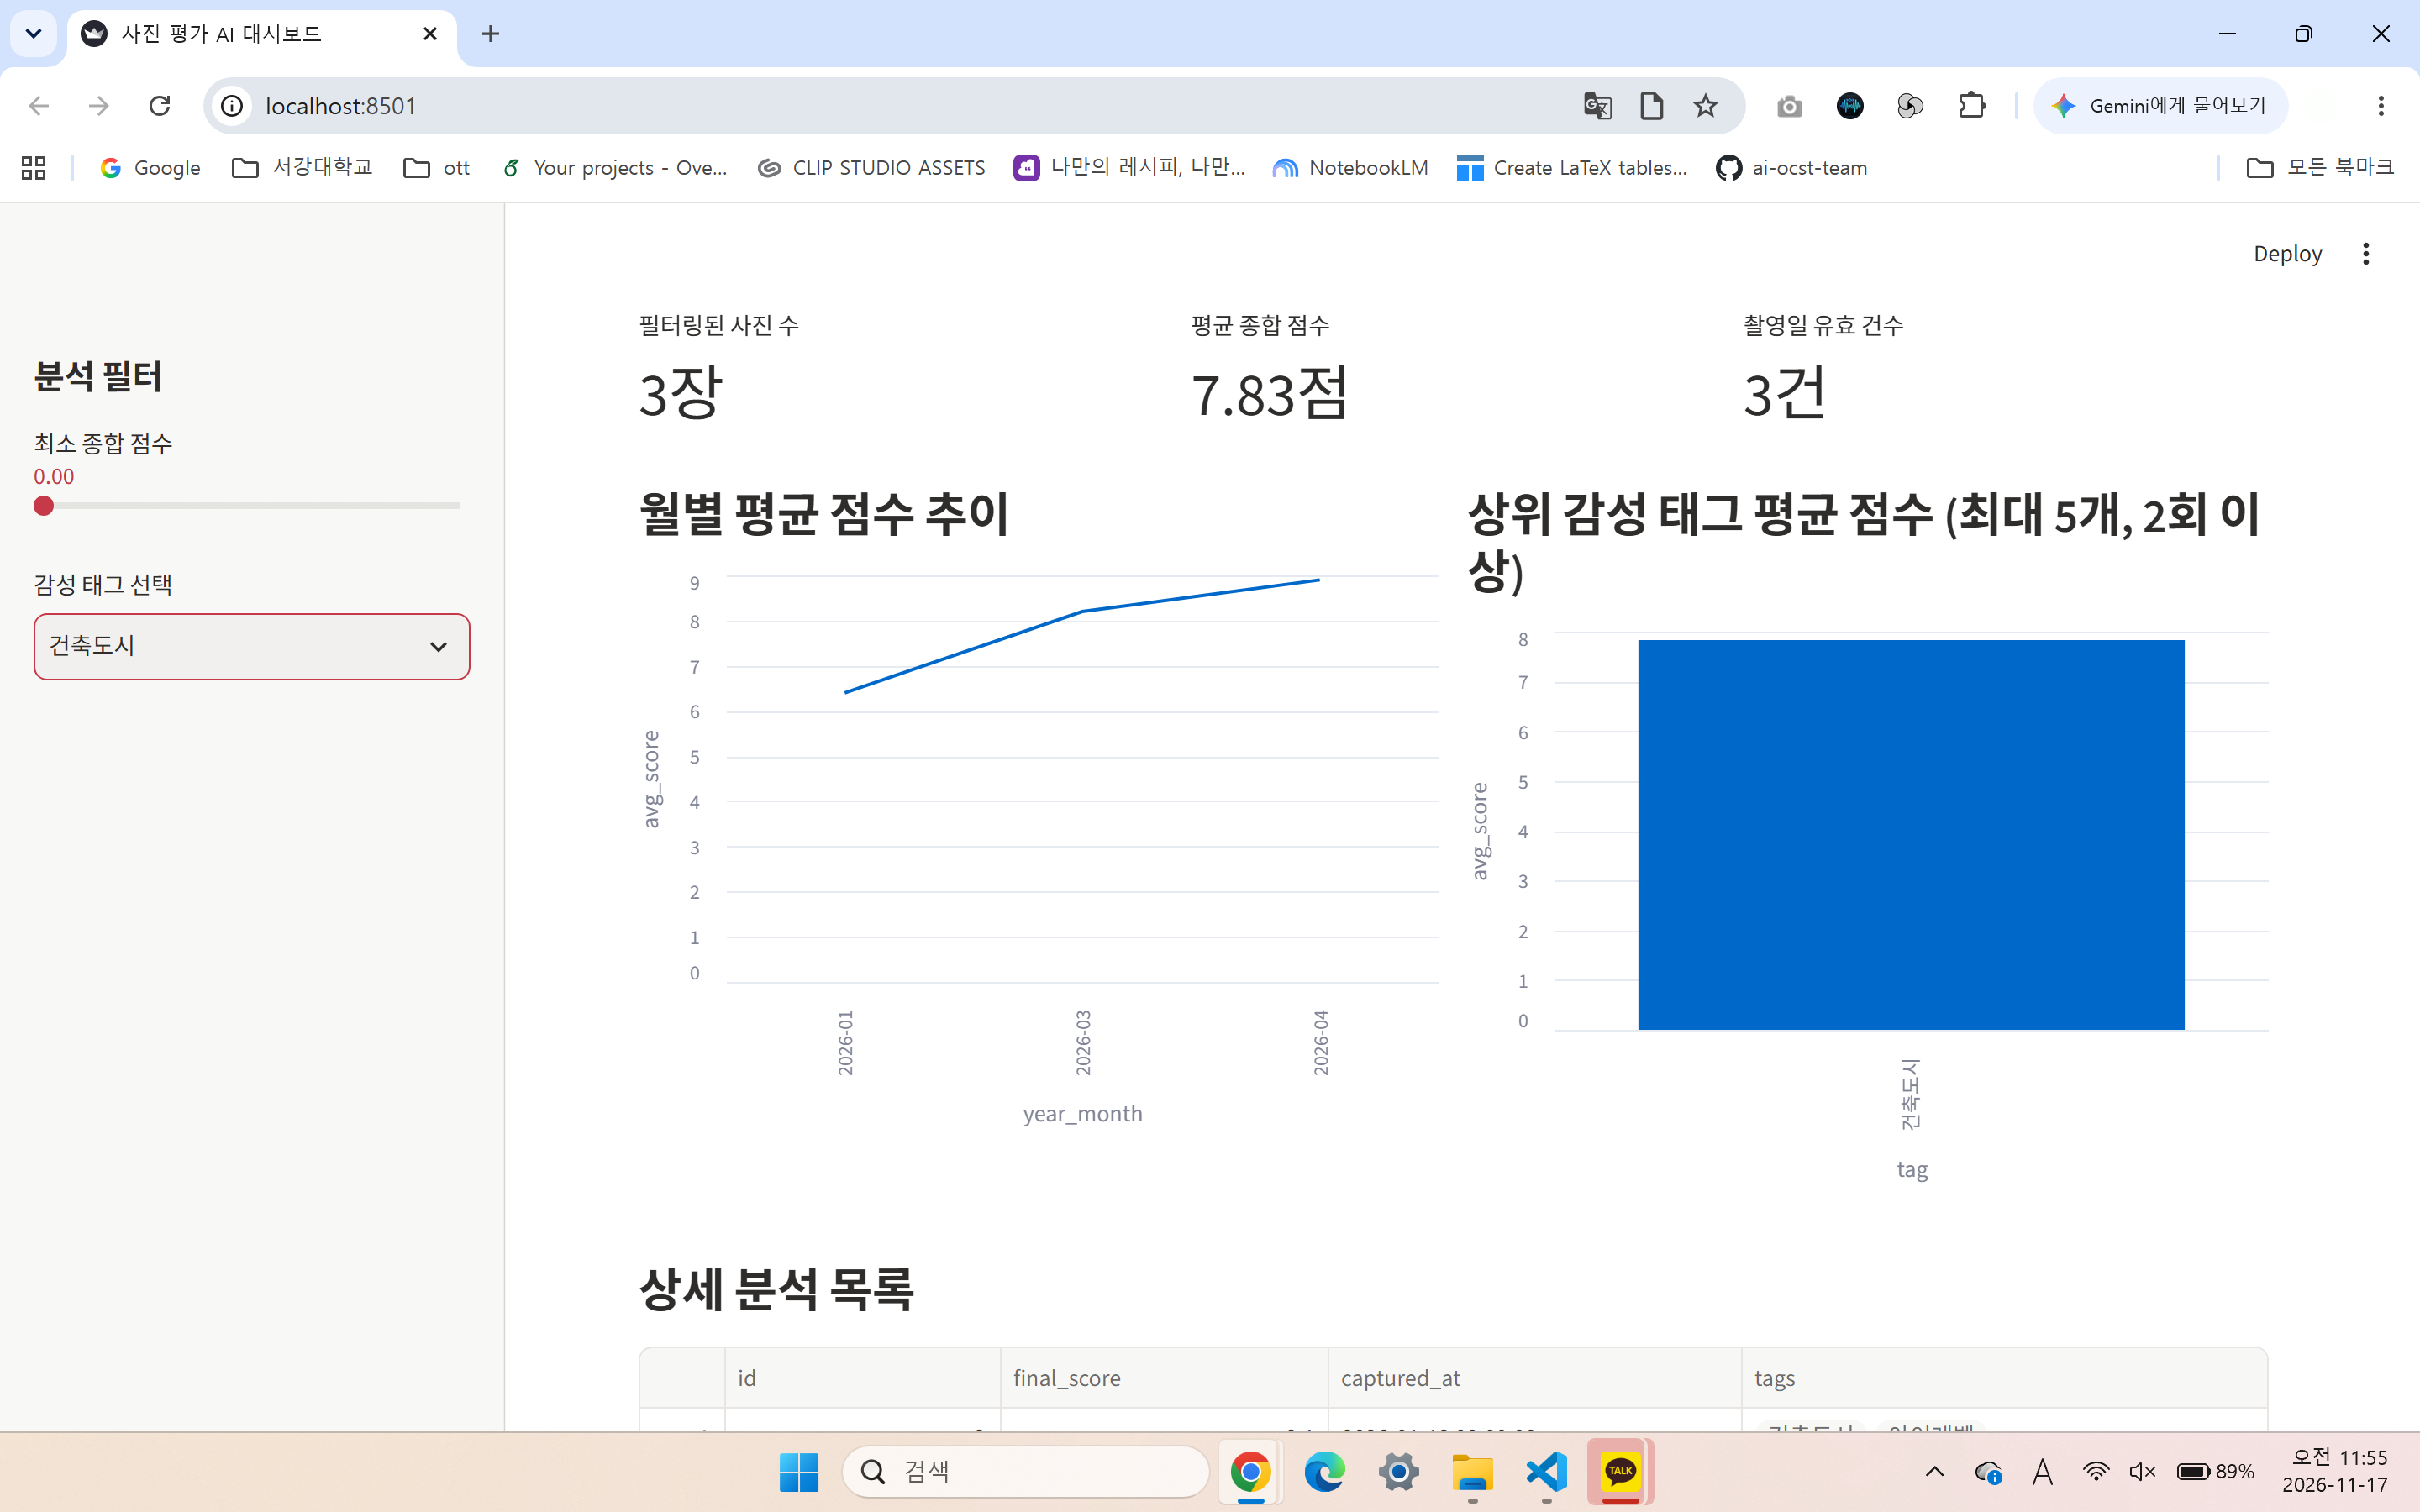 사진 평가 AI 대시보드
localhost:8501
Gemini에게 물어보기
Google
서강대학교
ott
Your projects - Ove...
CLIP STUDIO ASSETS
나만의 레시피, 나만...
NotebookLM
Create LaTeX tables...
ai-ocst-team
모든 북마크
Deploy
분석 필터
최소 종합 점수
0.00
감성 태그 선택
건축도시
필터링된 사진 수
3장
평균 종합 점수
7.83점
촬영일 유효 건수
3건
월별 평균 점수 추이
9
8
7
6
5
4
3
2
1
0
avg_score
2026-01
2026-03
2026-04
year_month
상위 감성 태그 평균 점수 (최대 5개, 2회 이
상)
8
7
6
5
4
3
2
1
0
avg_score
건축도시
tag
상세 분석 목록
id final_score captured_at tags
검색
TALK
A
89%
오전 11:55
2026-11-17